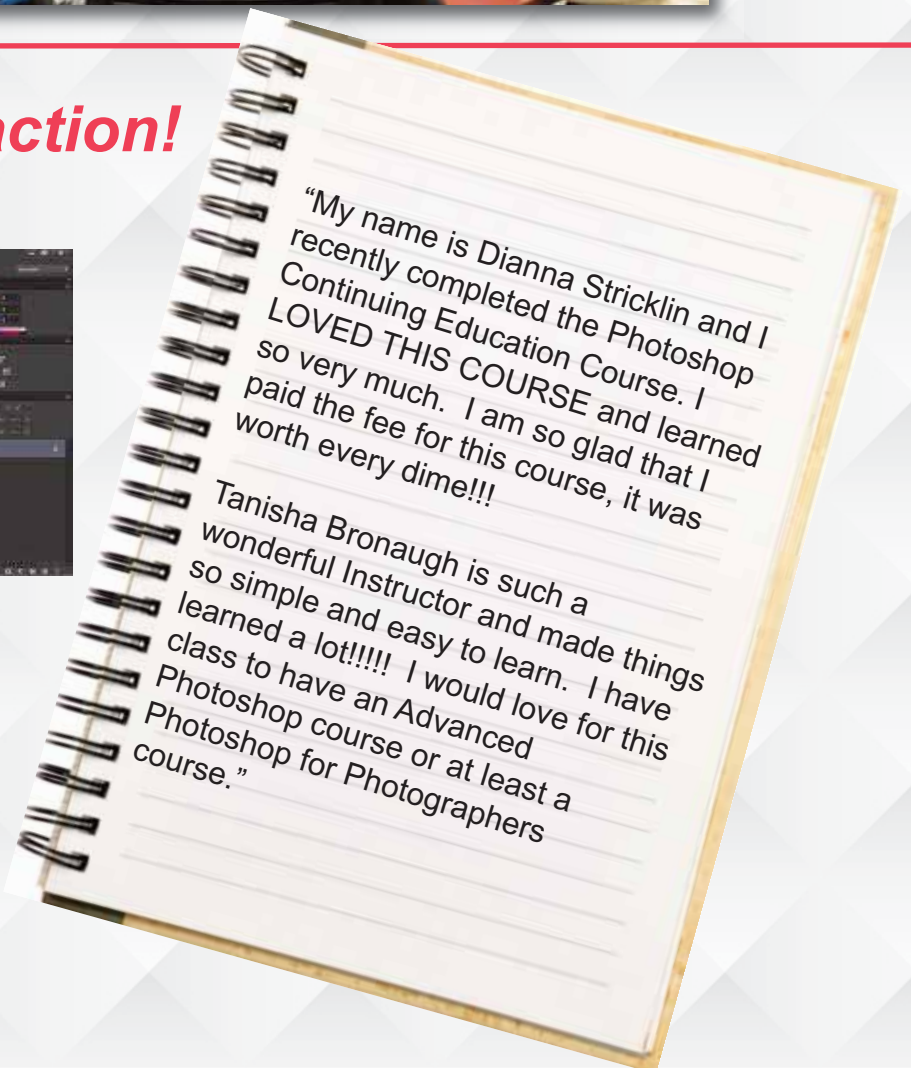 action!
“My name is Dianna Stricklin and I
recently completed the Photoshop
Continuing Education Course. I
LOVED THIS COURSE and learned
so very much.  I am so glad that I
paid the fee for this course, it was
worth every dime!!!
Tanisha Bronaugh is such a
wonderful Instructor and made things
so simple and easy to learn.  I have
learned a lot!!!!!  I would love for this
class to have an Advanced
Photoshop course or at least a
Photoshop for Photographers
course.”